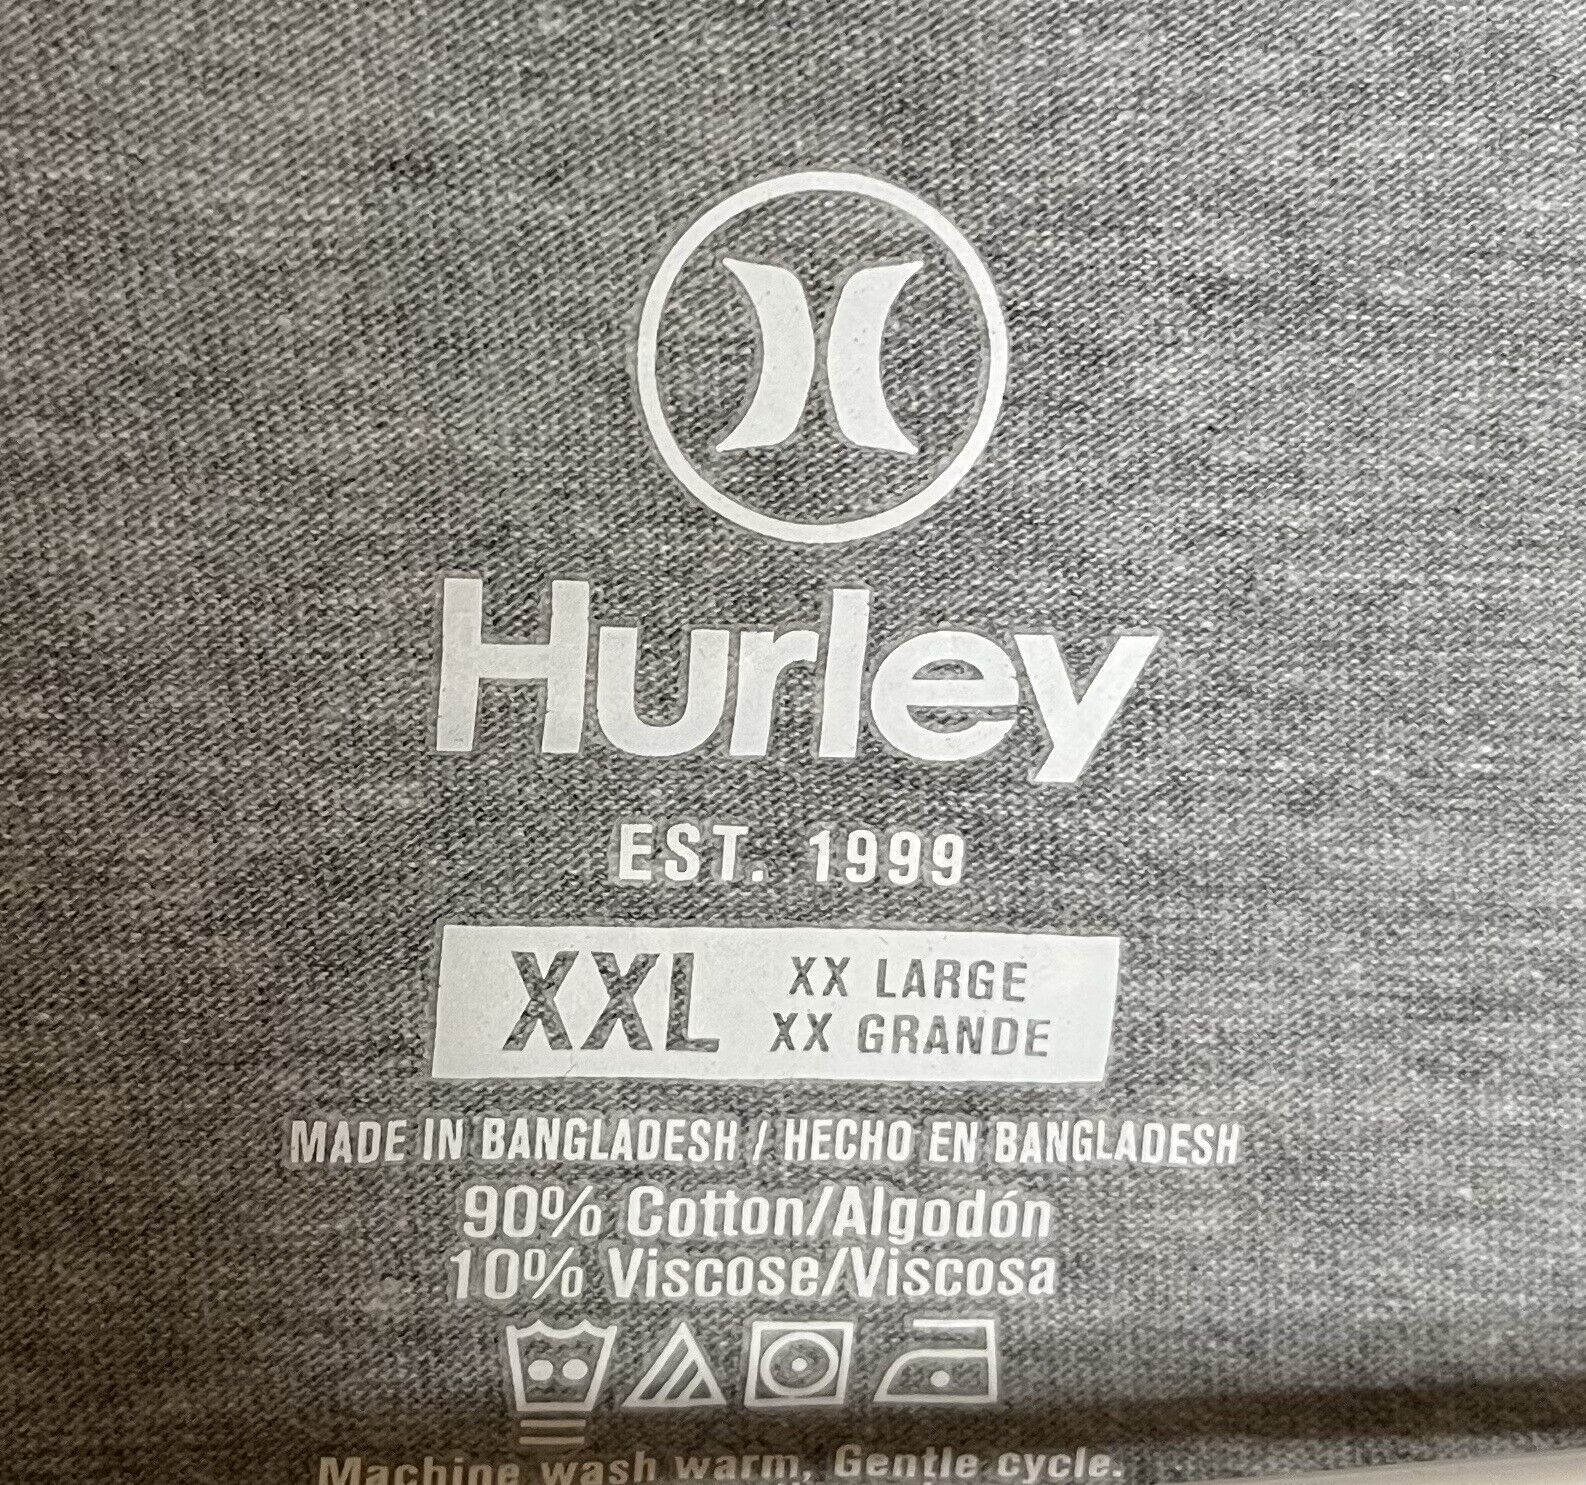 Hurley
EST. 1999
XXL XX LARGE
XX GRANDE
MADE IN BANGLADESH / HECHO EN BANGLADESH
90% Cotton/Algodón
10% Viscose/Viscosa
Machine wash warm, Gentle cycle.